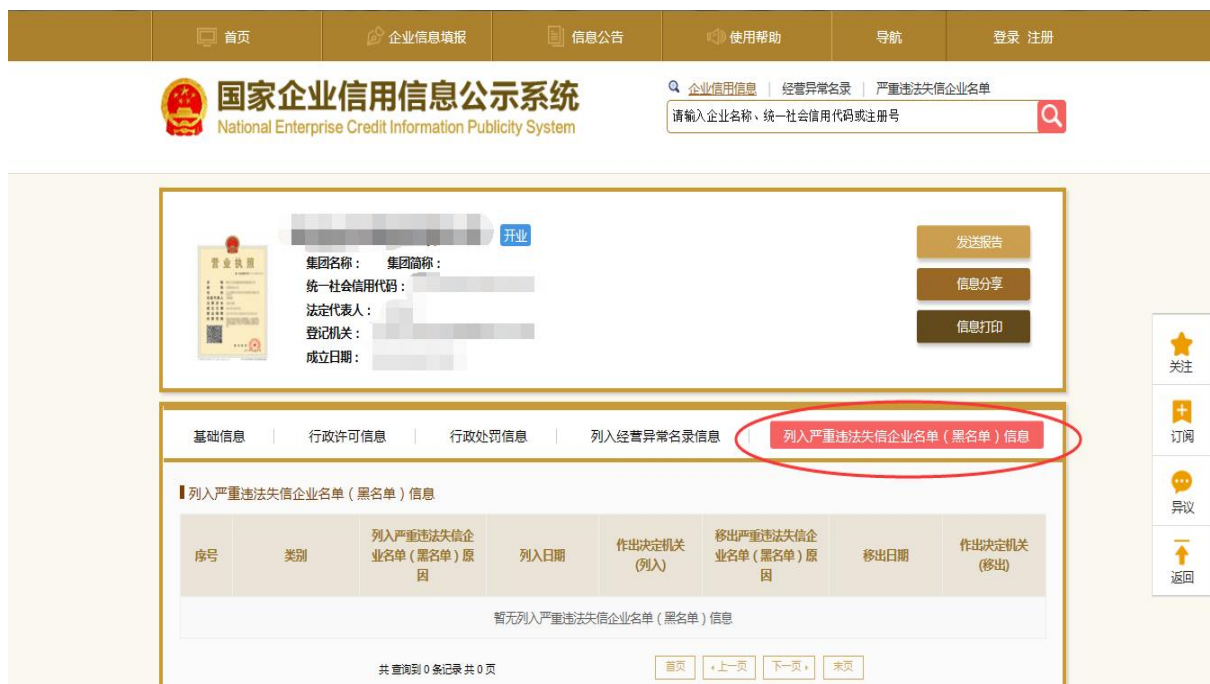 首页 企业信息填报 信息公告 使用帮助 导航 登录 注册
国家企业信用信息公示系统
National Enterprise Credit Information Publicity System
企业信用信息 | 经营异常名录 | 严重违法失信企业名单
请输入企业名称、统一社会信用代码或注册号
开业
营业执照
集团名称： 集团简称：
统一社会信用代码：
法定代表人：
登记机关：
成立日期：
发送报告
信息分享
信息打印
关注
订阅
异议
返回
基础信息 | 行政许可信息 | 行政处罚信息 | 列入经营异常名录信息 | 列入严重违法失信企业名单（黑名单）信息
列入严重违法失信企业名单（黑名单）信息
序号 类别 列入严重违法失信企业名单（黑名单）原因 列入日期 作出决定机关(列入) 移出严重违法失信企业名单（黑名单）原因 移出日期 作出决定机关(移出)
暂无列入严重违法失信企业名单（黑名单）信息
共 查询到 0 条记录 共 0 页 首页 上一页 下一页 末页